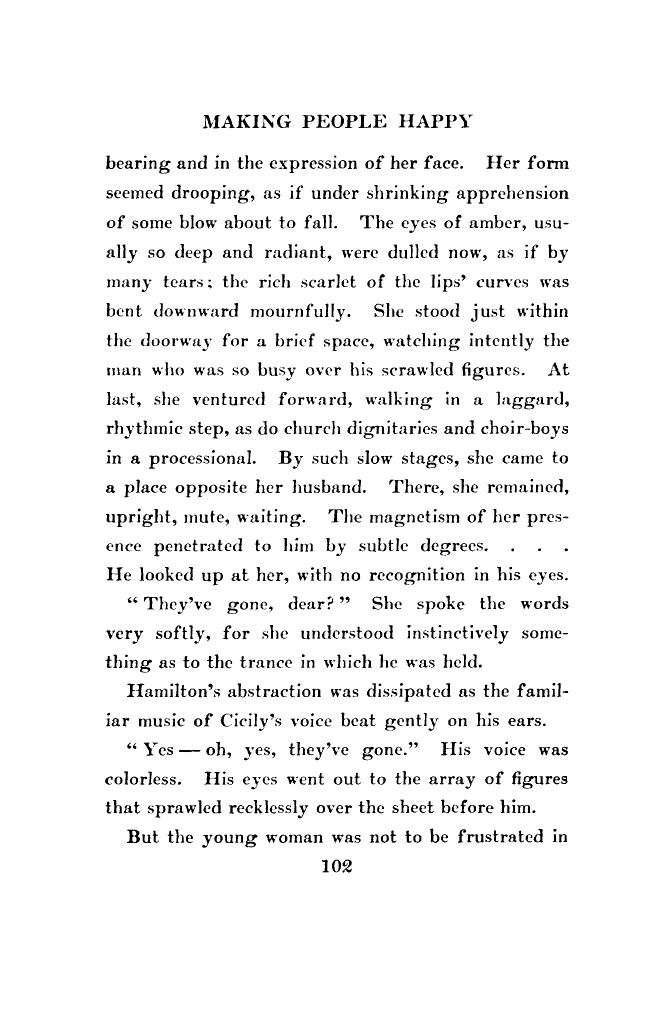 MAKING PEOPLE HAPPY
bearing and in the expression of her face. Her form
seemed drooping, as if under shrinking apprehension
of some blow about to fall. The eyes of amber, usu-
ally so deep and radiant, were dulled now, as if by
many tears; the rich scarlet of the lips' curves was
bent downward mournfully. She stood just within
the doorway for a brief space, watching intently the
man who was so busy over his scrawled figures. At
last, she ventured forward, walking in a laggard,
rhythmic step, as do church dignitaries and choir-boys
in a processional. By such slow stages, she came to
a place opposite her husband. There, she remained,
upright, mute, waiting. The magnetism of her pres-
ence penetrated to him by subtle degrees. . . .
He looked up at her, with no recognition in his eyes.
“They've gone, dear?” She spoke the words
very softly, for she understood instinctively some-
thing as to the trance in which he was held.
Hamilton's abstraction was dissipated as the famil-
iar music of Cicily's voice beat gently on his ears.
“Yes — oh, yes, they've gone.” His voice was
colorless. His eyes went out to the array of figures
that sprawled recklessly over the sheet before him.
But the young woman was not to be frustrated in
102